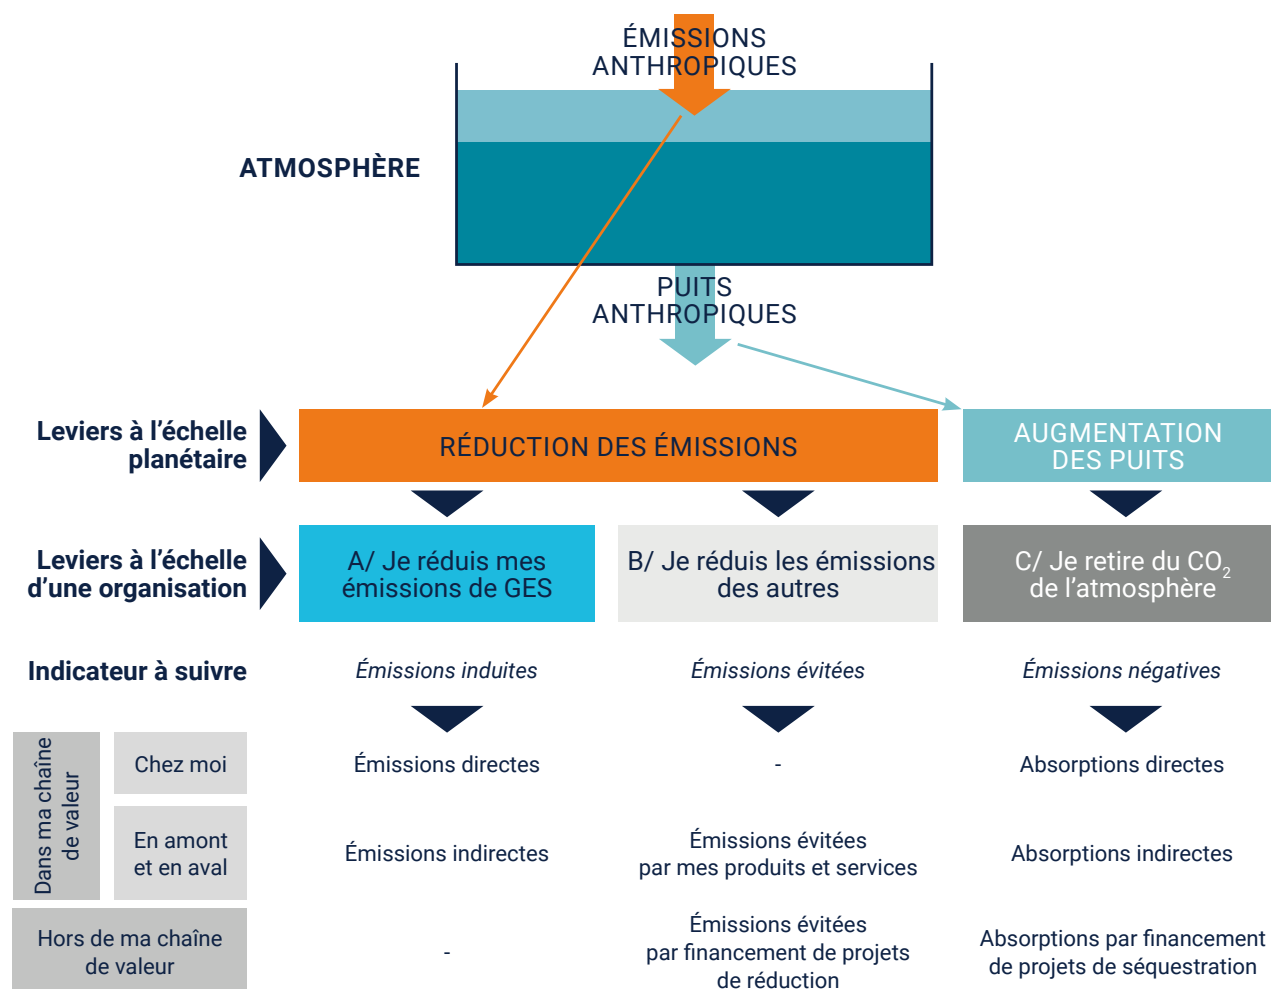 ÉMISSIONS
ANTHROPIQUES
ATMOSPHÈRE
PUITS
ANTHROPIQUES
Leviers à l’échelle
planétaire
RÉDUCTION DES ÉMISSIONS
AUGMENTATION
DES PUITS
Leviers à l’échelle
d’une organisation
A/ Je réduis mes
émissions de GES
B/ Je réduis les émissions
des autres
C/ Je retire du CO₂
de l’atmosphère
Indicateur à suivre
Émissions induites
Émissions évitées
Émissions négatives
Dans ma chaîne
de valeur
Chez moi
Émissions directes
-
Absorptions directes
En amont
et en aval
Émissions indirectes
Émissions évitées
par mes produits et services
Absorptions indirectes
Hors de ma chaîne
de valeur
-
Émissions évitées
par financement de projets
de réduction
Absorptions par financement
de projets de séquestration